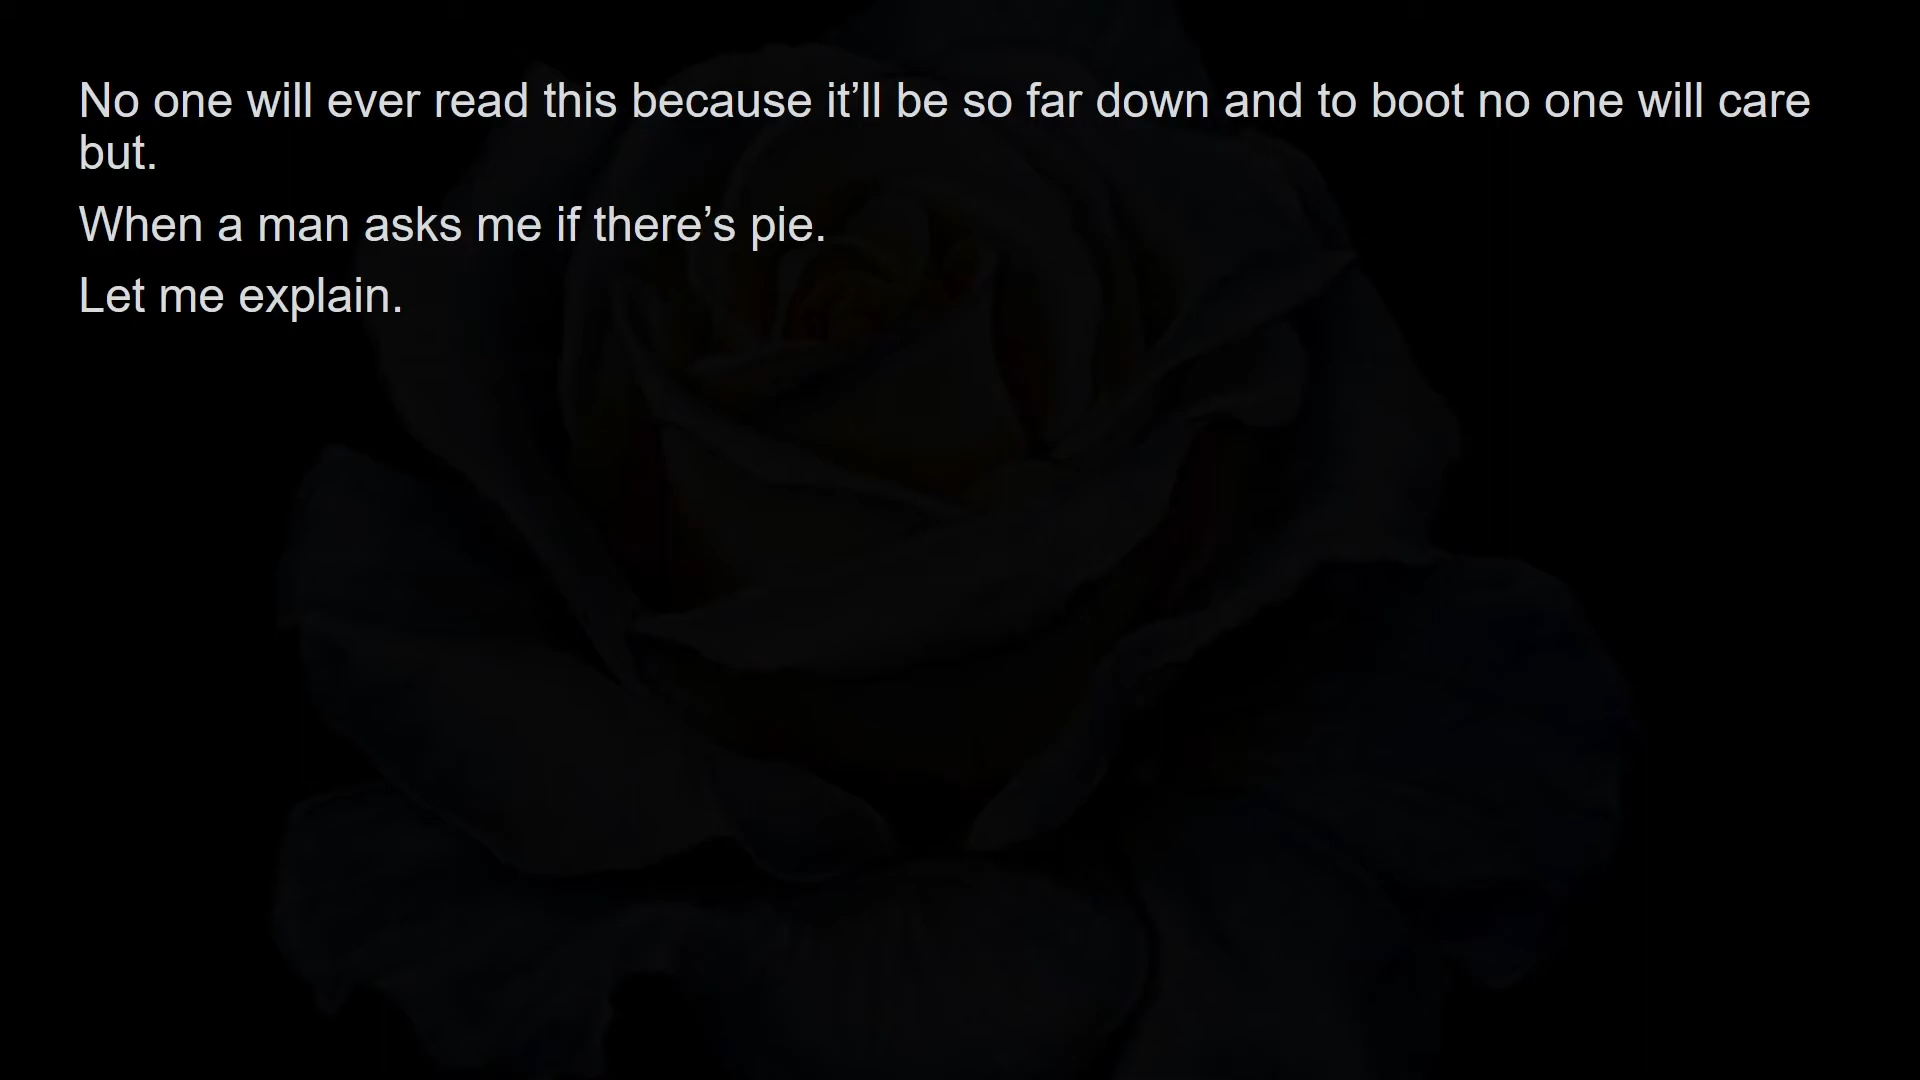 No one will ever read this because it’ll be so far down and to boot no one will care
but.
When a man asks me if there’s pie.
Let me explain.